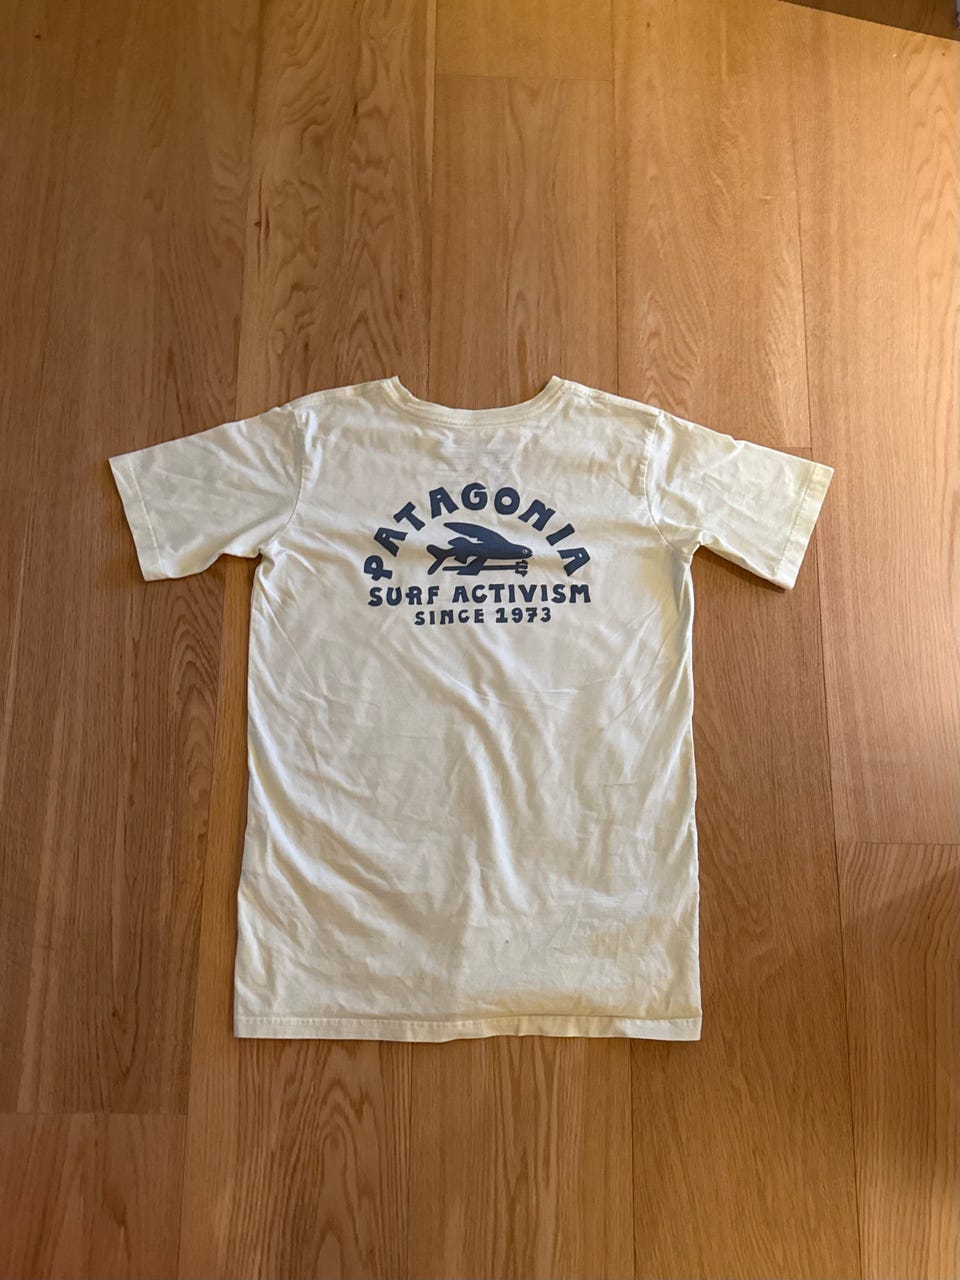 PATAGONIA
SURF ACTIVISM
SINCE 1973